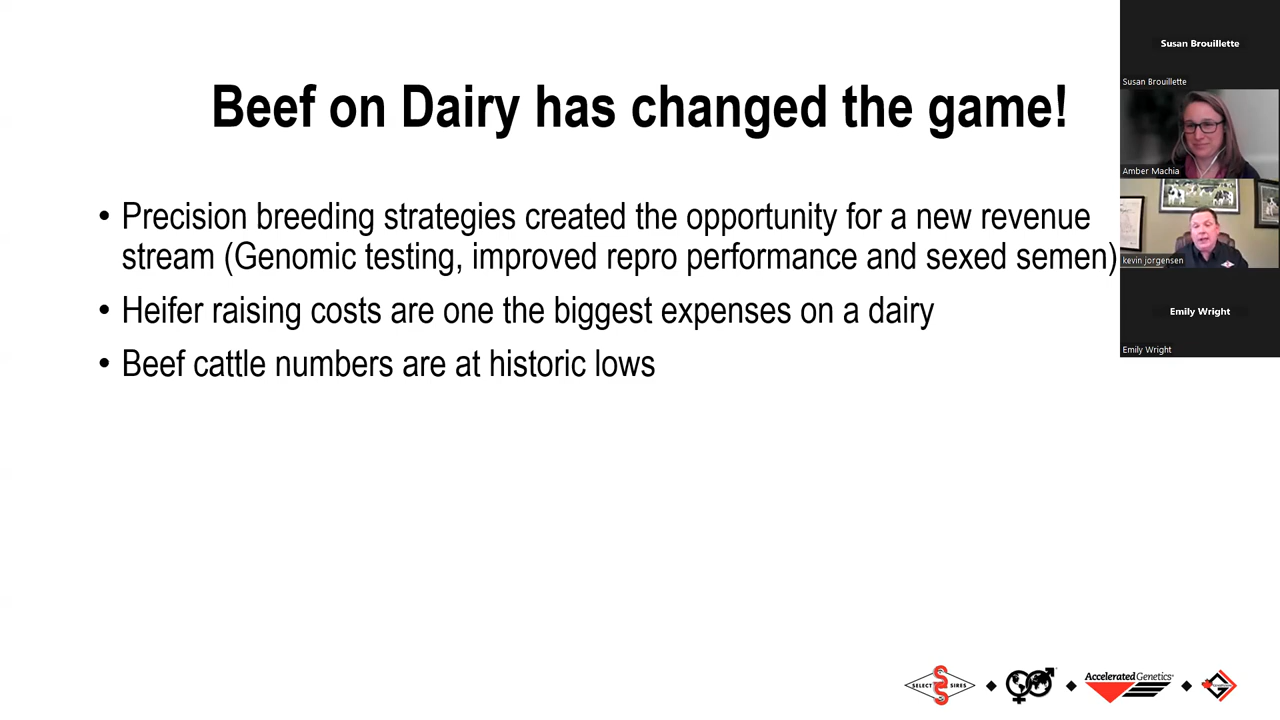 Beef on Dairy has changed the game!
• Precision breeding strategies created the opportunity for a new revenue
stream (Genomic testing, improved repro performance and sexed semen)
• Heifer raising costs are one the biggest expenses on a dairy
• Beef cattle numbers are at historic lows
Susan Brouillette
Susan Brouillette
Amber Machia
kevin jorgensen
Emily Wright
Emily Wright
SELECT SIRES
Accelerated Genetics